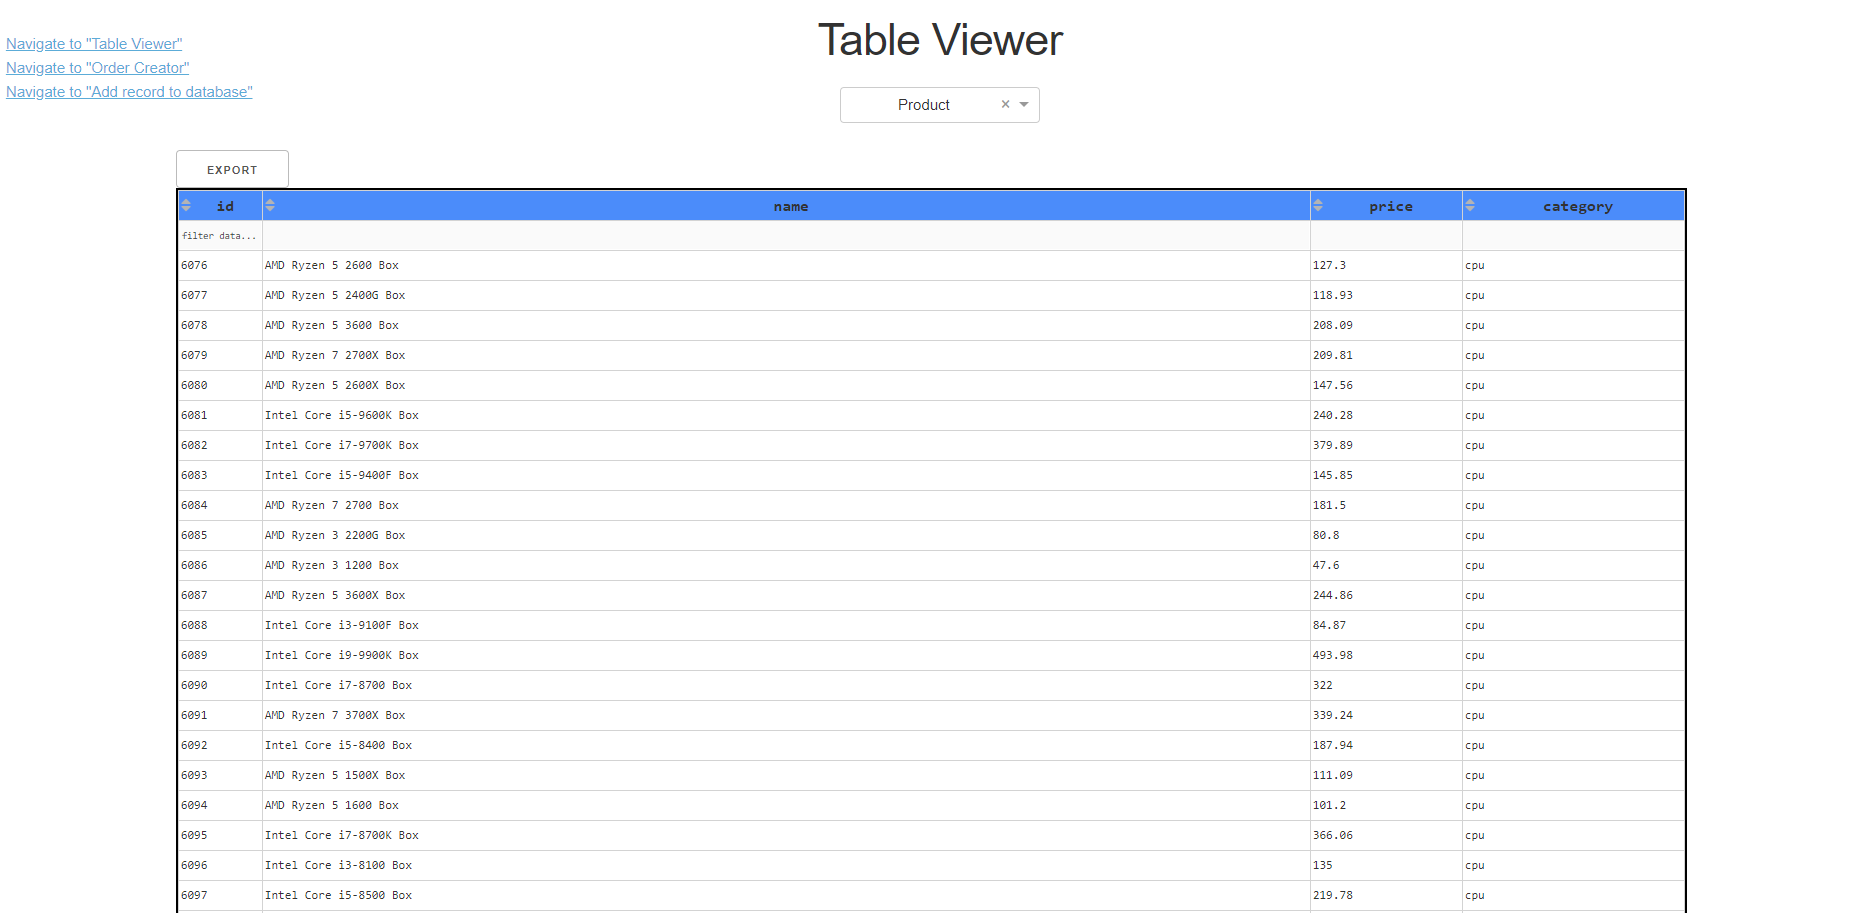 Table Viewer
Navigate to "Table Viewer"
Navigate to "Order Creator"
Navigate to "Add record to database"
Product × 
EXPORT
id name price category
filter data...
6076 AMD Ryzen 5 2600 Box 127.3 cpu
6077 AMD Ryzen 5 2400G Box 118.93 cpu
6078 AMD Ryzen 5 3600 Box 208.09 cpu
6079 AMD Ryzen 7 2700X Box 209.81 cpu
6080 AMD Ryzen 5 2600X Box 147.56 cpu
6081 Intel Core i5-9600K Box 240.28 cpu
6082 Intel Core i7-9700K Box 379.89 cpu
6083 Intel Core i5-9400F Box 145.85 cpu
6084 AMD Ryzen 7 2700 Box 181.5 cpu
6085 AMD Ryzen 3 2200G Box 80.8 cpu
6086 AMD Ryzen 3 1200 Box 47.6 cpu
6087 AMD Ryzen 5 3600X Box 244.86 cpu
6088 Intel Core i3-9100F Box 84.87 cpu
6089 Intel Core i9-9900K Box 493.98 cpu
6090 Intel Core i7-8700 Box 322 cpu
6091 AMD Ryzen 7 3700X Box 339.24 cpu
6092 Intel Core i5-8400 Box 187.94 cpu
6093 AMD Ryzen 5 1500X Box 111.09 cpu
6094 AMD Ryzen 5 1600 Box 101.2 cpu
6095 Intel Core i7-8700K Box 366.06 cpu
6096 Intel Core i3-8100 Box 135 cpu
6097 Intel Core i5-8500 Box 219.78 cpu